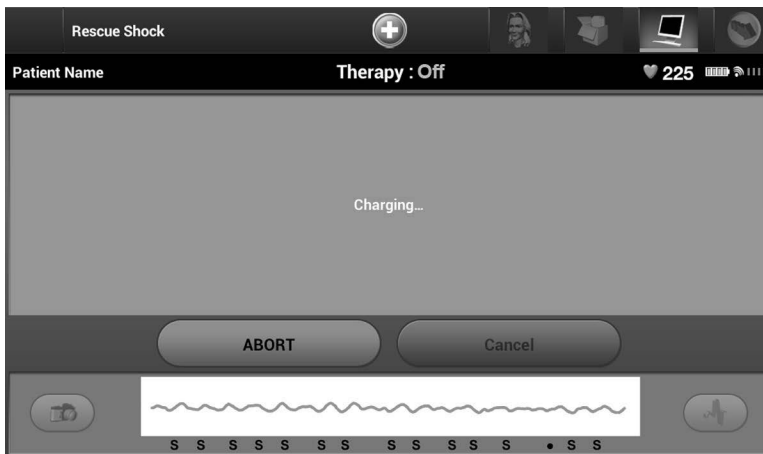 Rescue Shock
Patient Name
Therapy : Off
225
Charging...
ABORT
Cancel
S S S S S S S S S S S S • S S